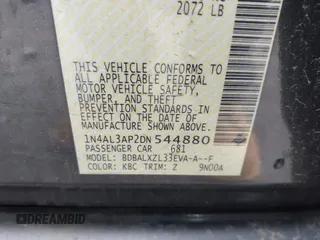 2072 LB
THIS VEHICLE CONFORMS TO
ALL APPLICABLE FEDERAL
MOTOR VEHICLE SAFETY,
BUMPER, AND THEFT
PREVENTION STANDARDS
IN EFFECT ON THE DATE OF
MANUFACTURE SHOWN ABOVE.
1N4AL3AP2DN544880
PASSENGER CAR 681
MODEL: BDBALXZL33EVA-A--F
COLOR: KBC TRIM: Z 9N00A